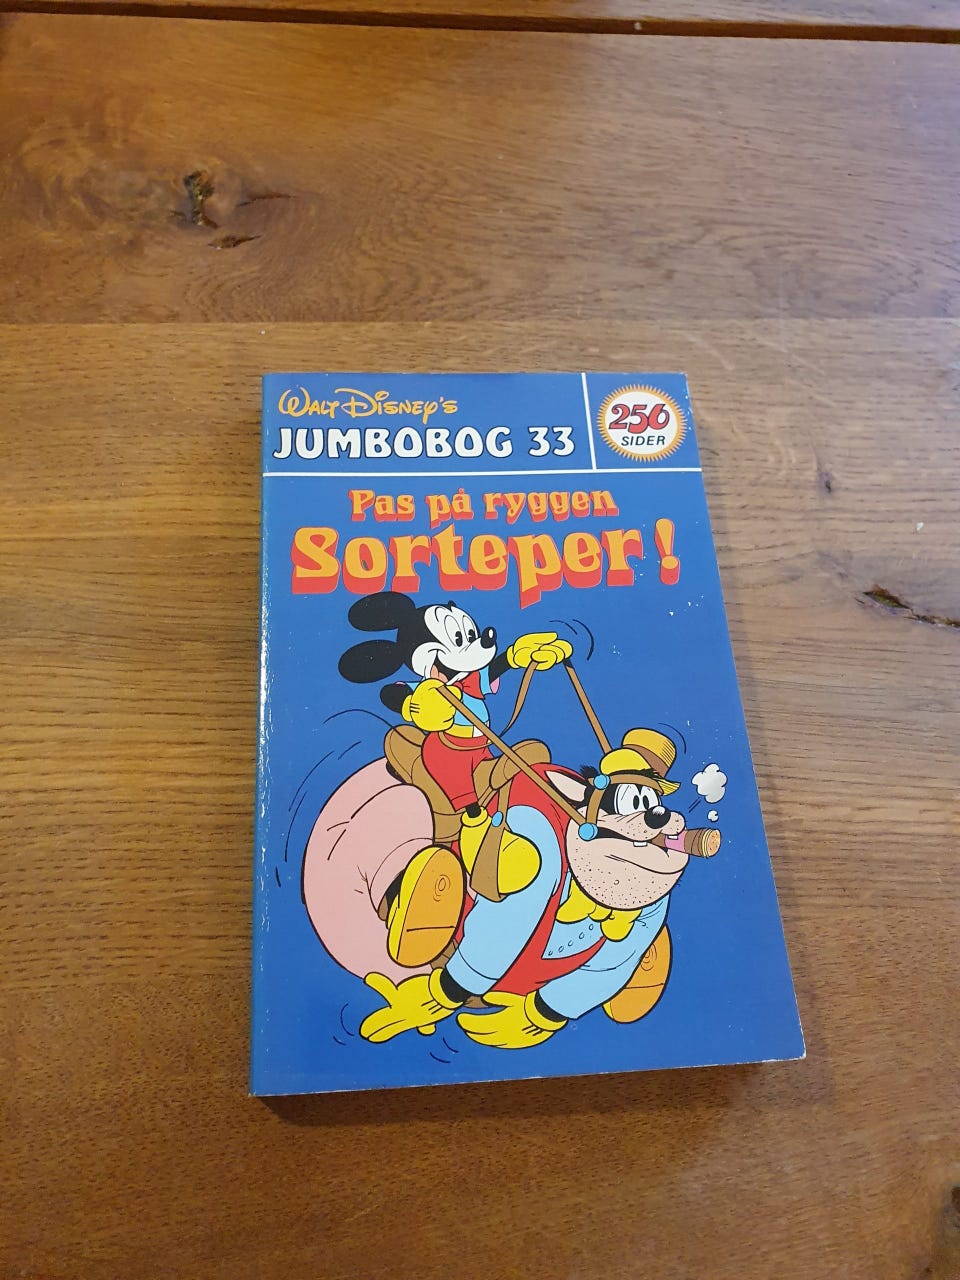 WALT DISNEY'S
JUMBOBOG 33
256
SIDER
Pas på ryggen
Sorteper!